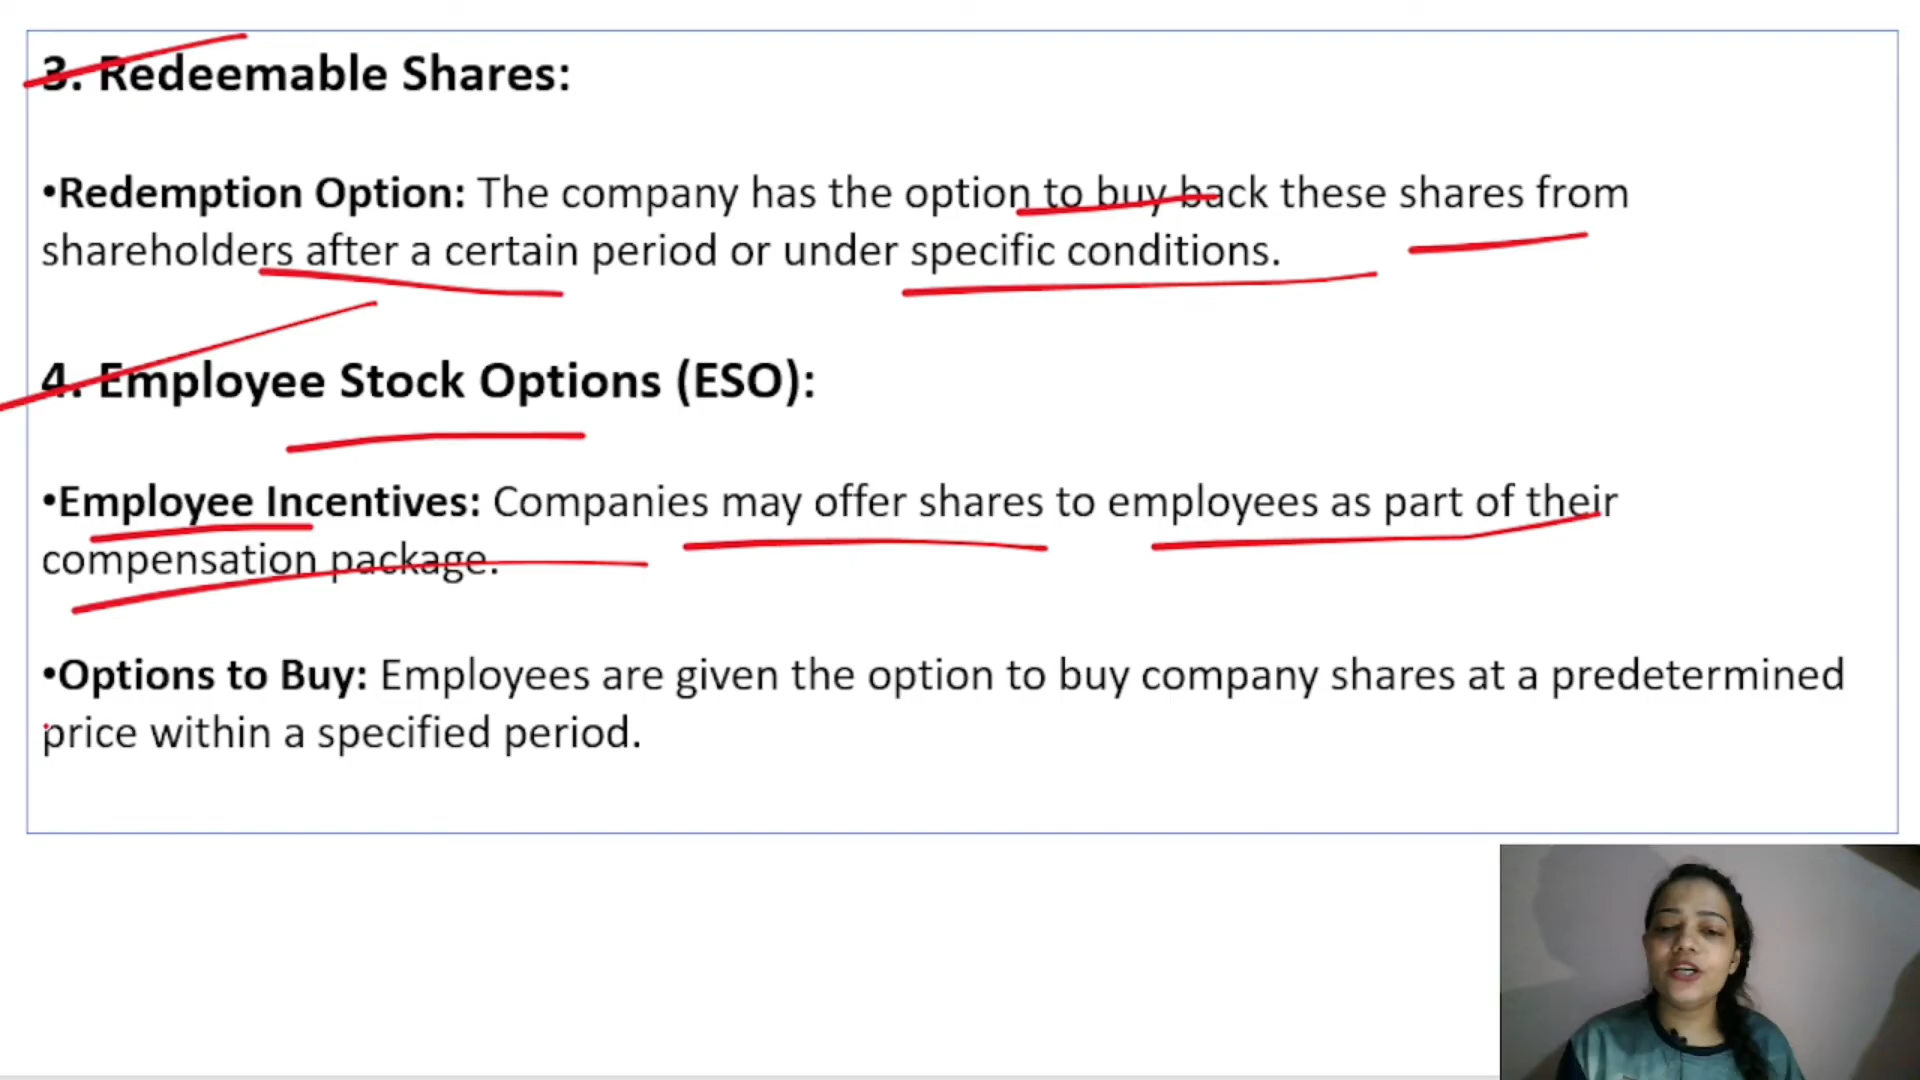 3. Redeemable Shares:
•Redemption Option: The company has the option to buy back these shares from
shareholders after a certain period or under specific conditions.
4. Employee Stock Options (ESO):
•Employee Incentives: Companies may offer shares to employees as part of their
compensation package.
•Options to Buy: Employees are given the option to buy company shares at a predetermined
price within a specified period.